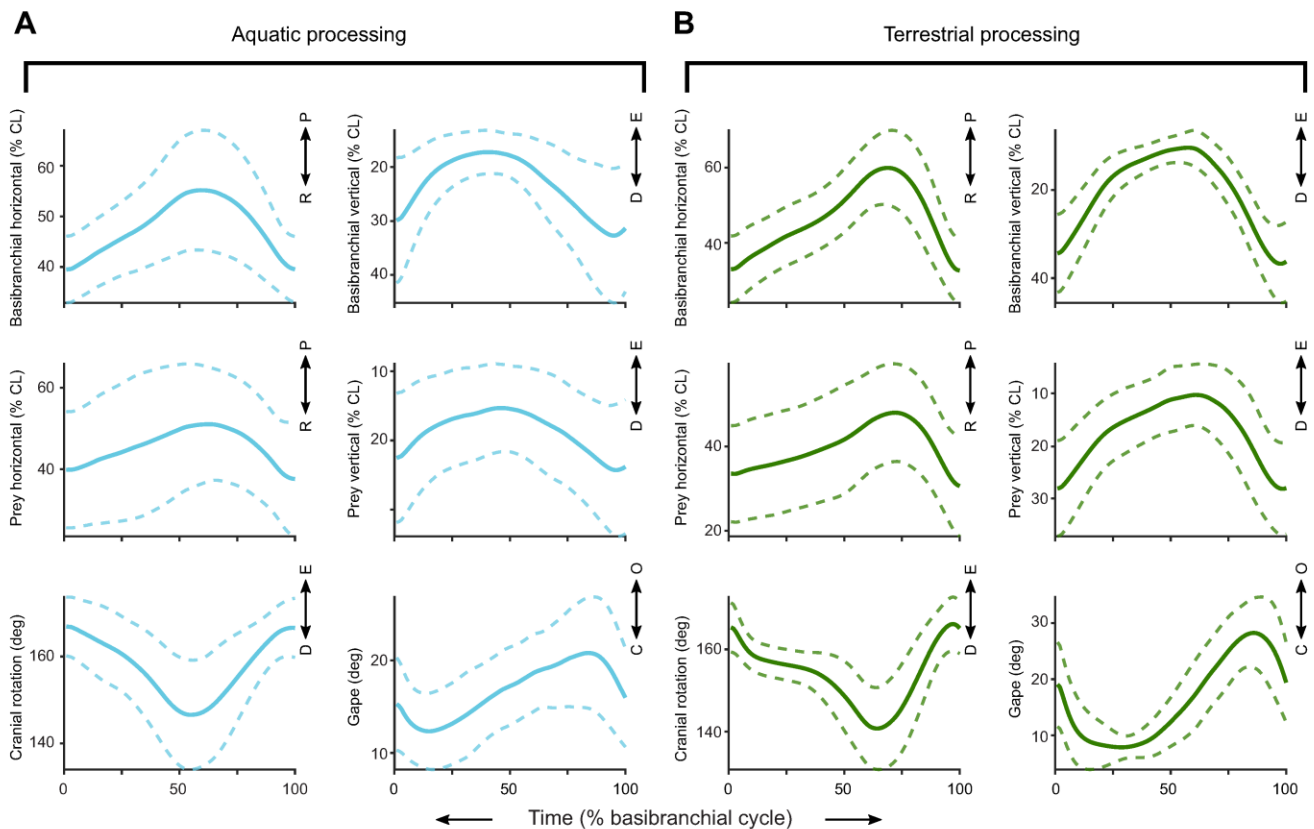 A
Aquatic processing
B
Terrestrial processing
Basibranchial horizontal (% CL)
60
50
40
R P
Basibranchial vertical (% CL)
20
30
40
D E
Basibranchial horizontal (% CL)
60
40
R P
Basibranchial vertical (% CL)
20
40
D E
Prey horizontal (% CL)
60
40
R P
Prey vertical (% CL)
10
20
D E
Prey horizontal (% CL)
40
20
R P
Prey vertical (% CL)
10
20
30
D E
Cranial rotation (deg)
160
140
D E
0 50 100
Gape (deg)
20
10
C O
0 50 100
Cranial rotation (deg)
160
140
D E
0 50 100
Gape (deg)
30
20
10
C O
0 50 100
Time (% basibranchial cycle)